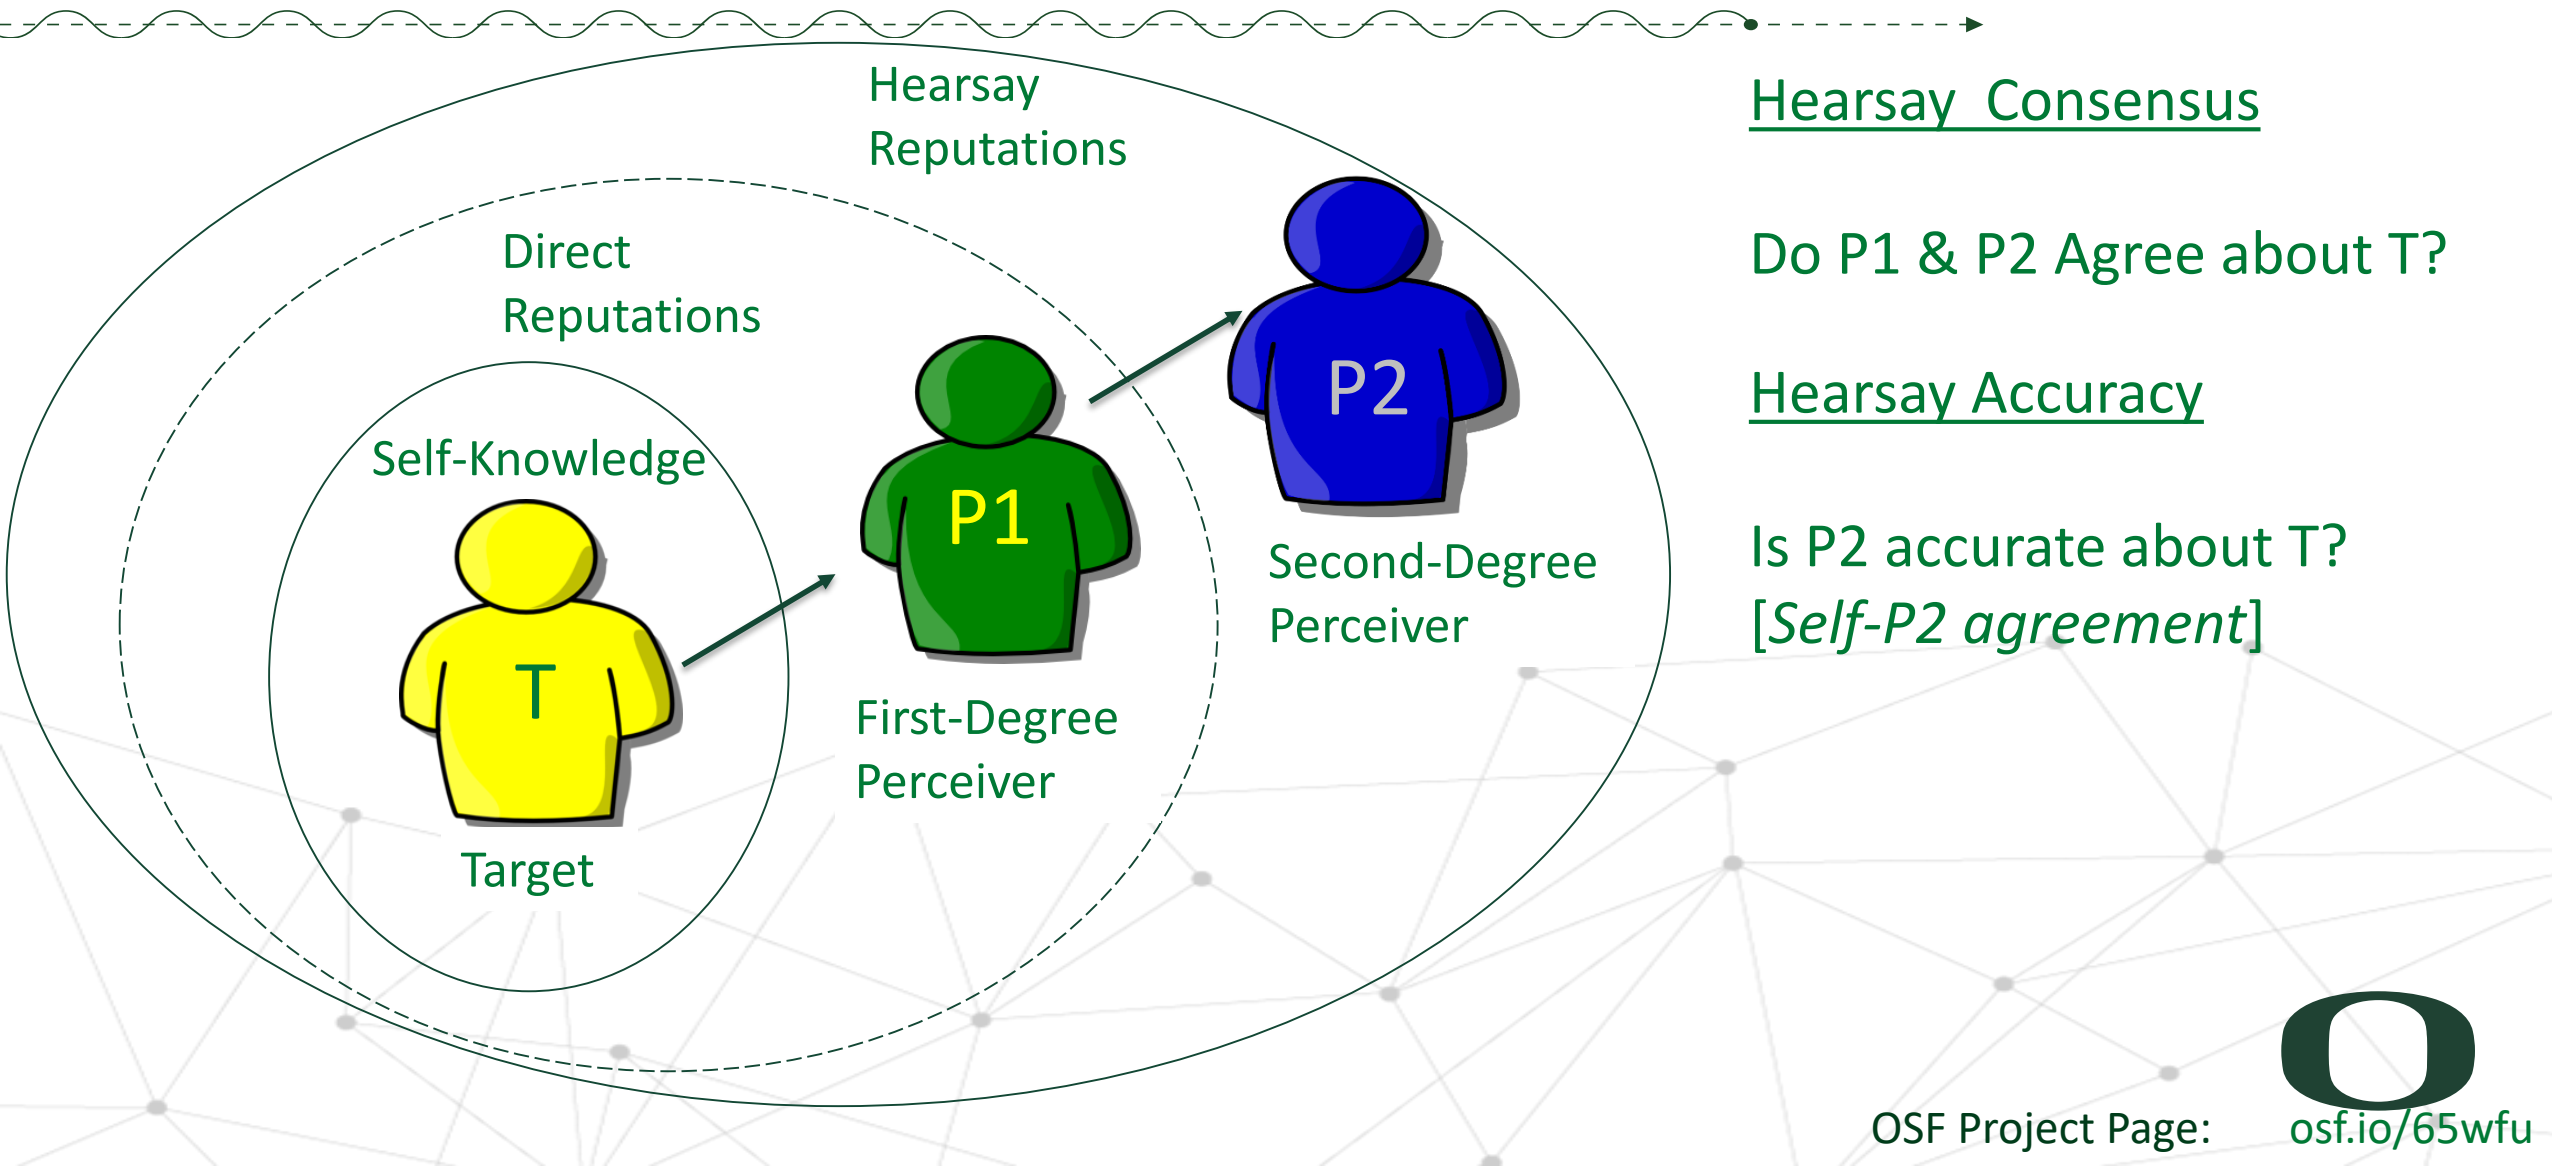 Hearsay
Reputations
Direct
Reputations
Self-Knowledge
T
Target
P1
First-Degree
Perceiver
P2
Second-Degree
Perceiver
Hearsay Consensus
Do P1 & P2 Agree about T?
Hearsay Accuracy
Is P2 accurate about T?
[Self-P2 agreement]
O
OSF Project Page: osf.io/65wfu